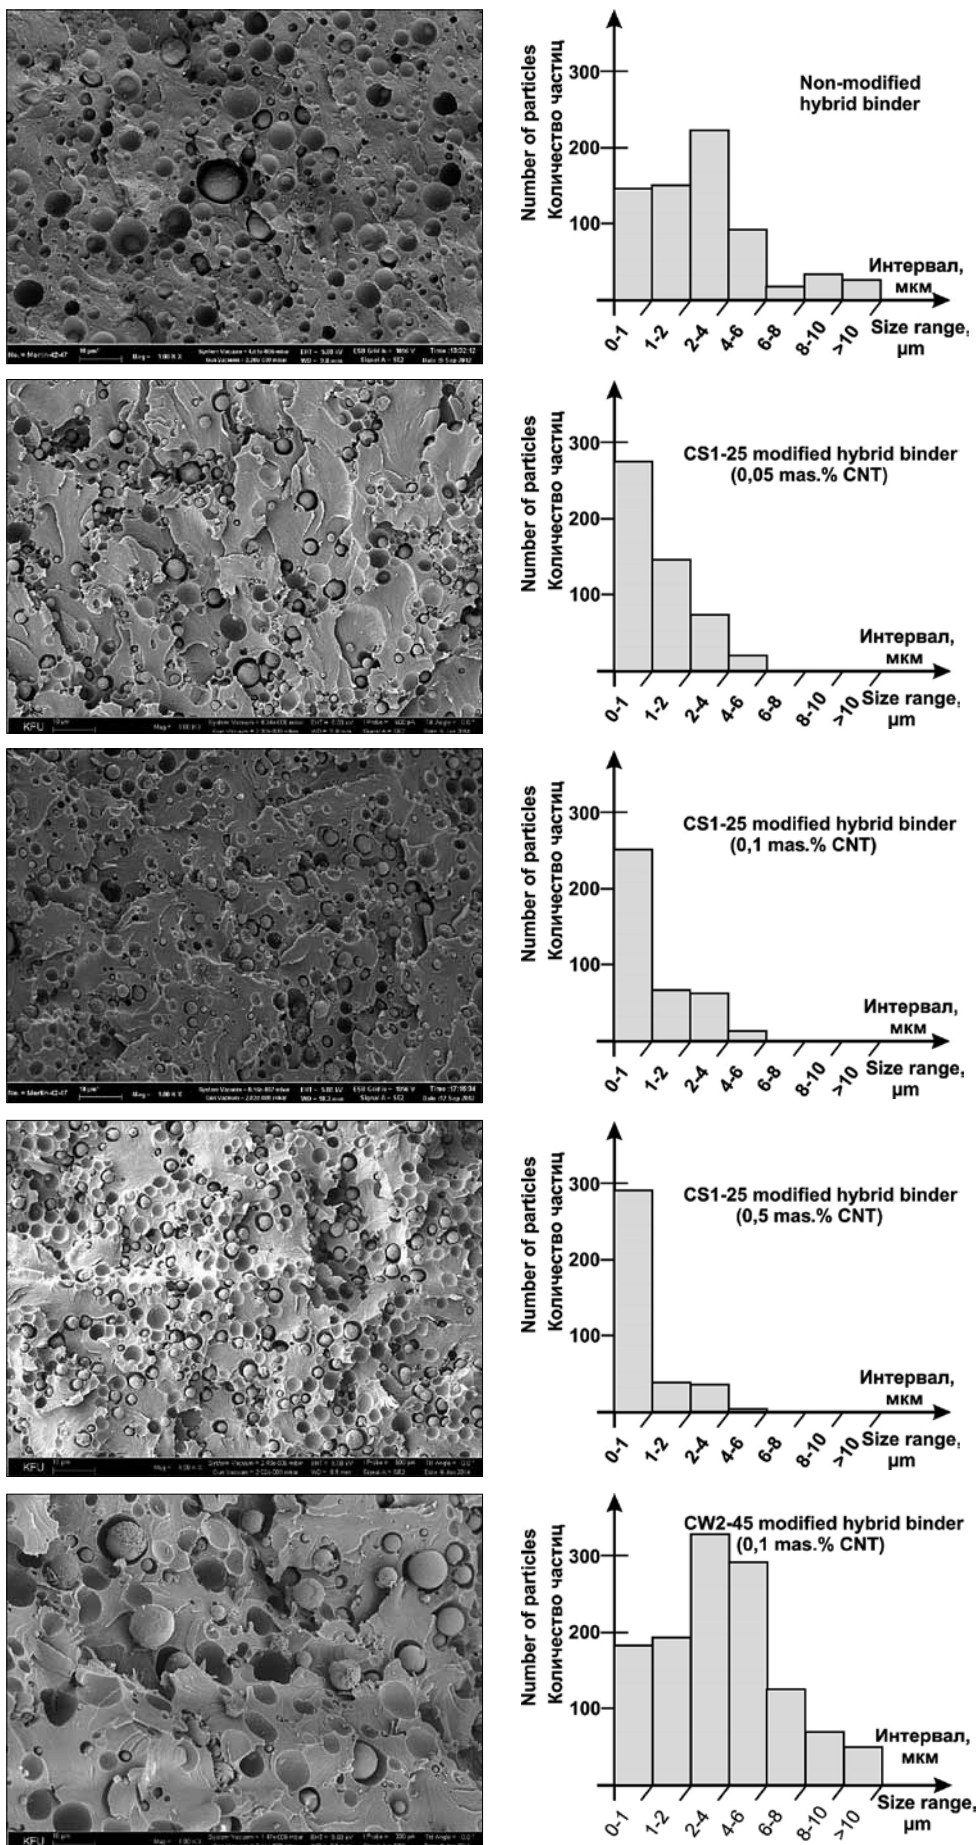 Number of particles
Количество частиц
300
200
100
Non-modified
hybrid binder
Интервал,
мкм
0-1
1-2
2-4
4-6
6-8
8-10
>10
Size range,
µm
Number of particles
Количество частиц
300
200
100
CS1-25 modified hybrid binder
(0,05 mas.% CNT)
Интервал,
мкм
0-1
1-2
2-4
4-6
6-8
8-10
>10
Size range,
µm
KFU
Number of particles
Количество частиц
300
200
100
CS1-25 modified hybrid binder
(0,1 mas.% CNT)
Интервал,
мкм
0-1
1-2
2-4
4-6
6-8
8-10
>10
Size range,
µm
Number of particles
Количество частиц
300
200
100
CS1-25 modified hybrid binder
(0,5 mas.% CNT)
Интервал,
мкм
0-1
1-2
2-4
4-6
6-8
8-10
>10
Size range,
µm
KFU
Number of particles
Количество частиц
300
200
100
CW2-45 modified hybrid binder
(0,1 mas.% CNT)
Интервал,
мкм
0-1
1-2
2-4
4-6
6-8
8-10
>10
Size range,
µm
KFU